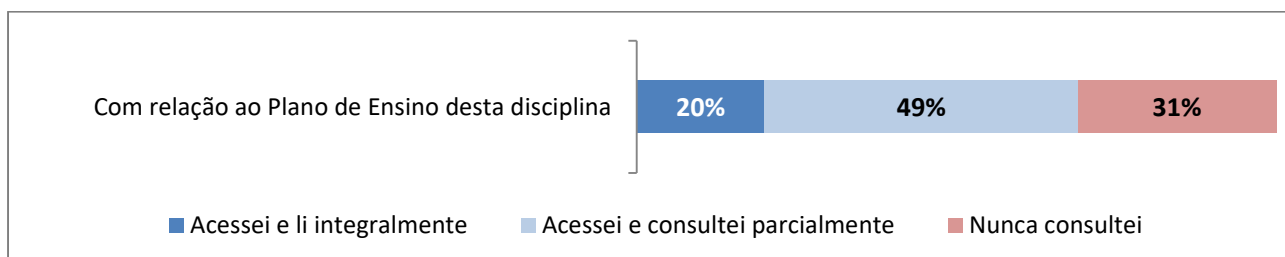 Com relação ao Plano de Ensino desta disciplina
20% 49% 31%
Acessei e li integralmente Acessei e consultei parcialmente Nunca consultei